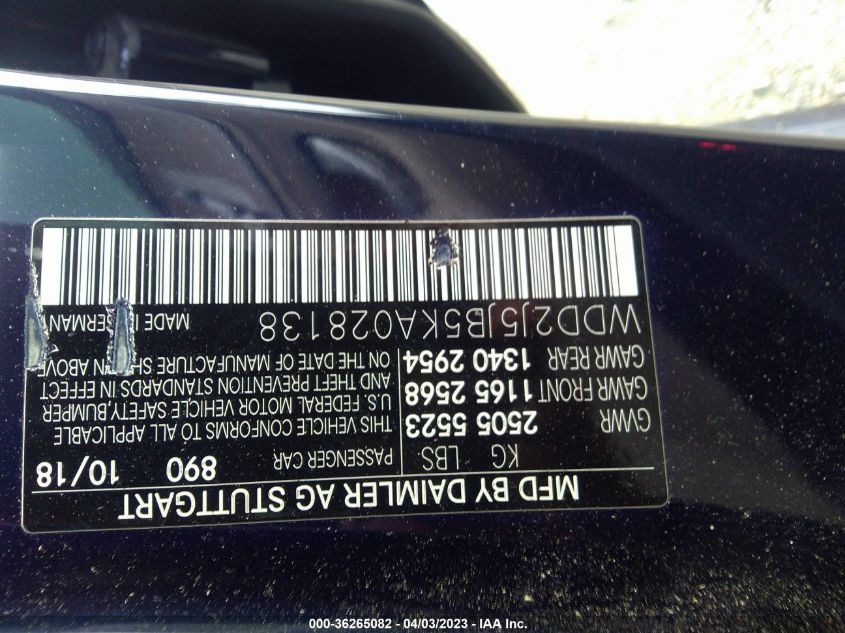 MFD BY DAIMLER AG STUTTGART
KG LBS PASSENGER CAR 890 10/18
GVWR 2505 5523
GAWR FRONT 1165 2568
GAWR REAR 1340 2954
THIS VEHICLE CONFORMS TO ALL APPLICABLE
U.S. FEDERAL MOTOR VEHICLE SAFETY,BUMPER
AND THEFT PREVENTION STANDARDS IN EFFECT
ON THE DATE OF MANUFACTURE SHOWN ABOVE
WDD2J5JB5KA028138 MADE IN GERMANY
000-36265082 - 04/03/2023 - IAA Inc.